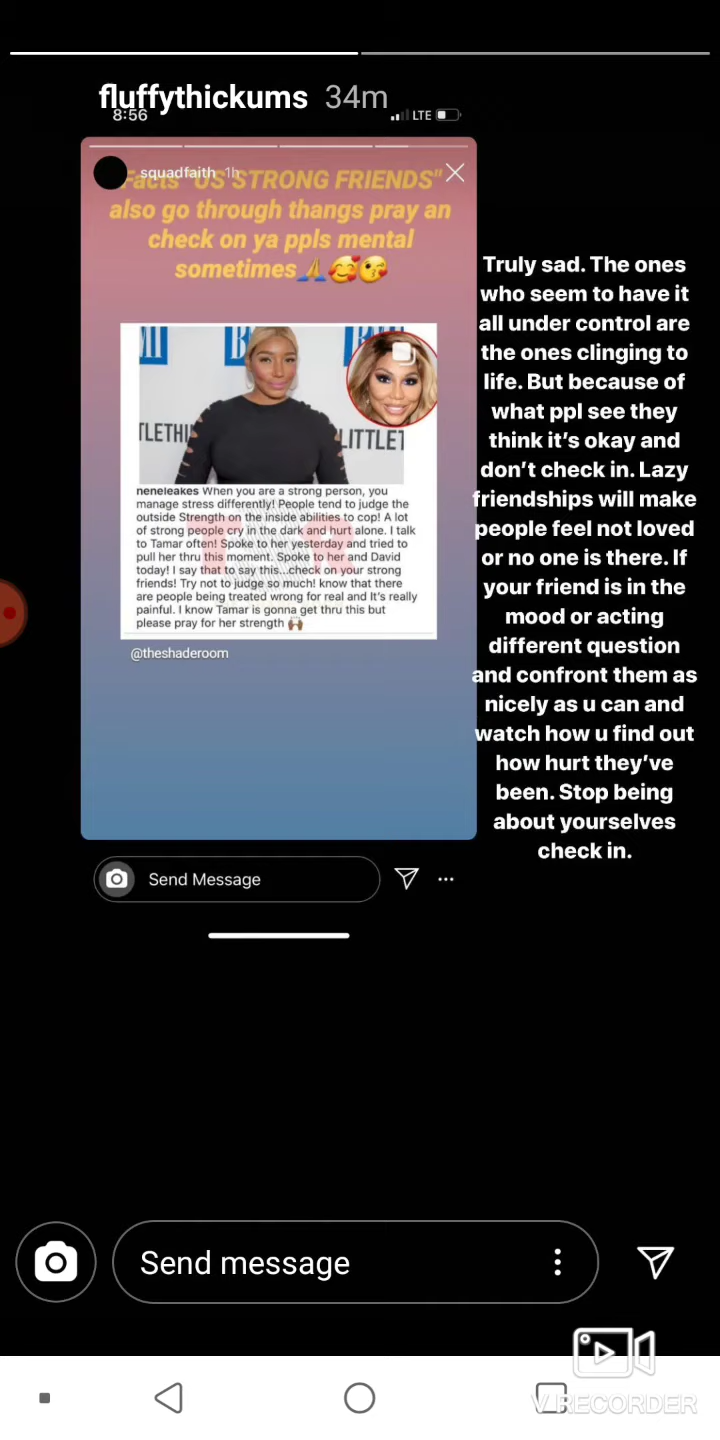 fluffythickums 34m
8:56
LTE
squadfaith 1h
Facts "US STRONG FRIENDS"
also go through thangs pray an
check on ya ppls mental
sometimes🙏🥰😘
TLETHI
LITTLET
neneleakes When you are a strong person, you
manage stress differently! People tend to judge the
outside Strength on the inside abilities to cop! A lot
of strong people cry in the dark and hurt alone. I talk
to Tamar often! Spoke to her yesterday and tried to
pull her thru this moment. Spoke to her and David
today! I say that to say this...check on your strong
friends! Try not to judge so much! know that there
are people being treated wrong for real and It's really
painful. I know Tamar is gonna get thru this but
please pray for her strength 🙌🏾
@theshaderoom
Send Message
Truly sad. The ones
who seem to have it
all under control are
the ones clinging to
life. But because of
what ppl see they
think it's okay and
don't check in. Lazy
friendships will make
people feel not loved
or no one is there. If
your friend is in the
mood or acting
different question
and confront them as
nicely as u can and
watch how u find out
how hurt they've
been. Stop being
about yourselves
check in.
Send message
V RECORDER